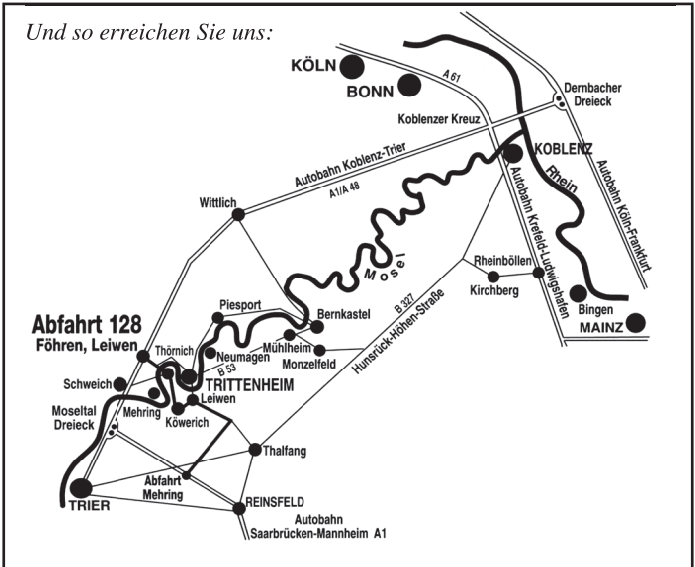 Und so erreichen Sie uns:
KÖLN
BONN
A 61
Dernbacher
Dreieck
Koblenzer Kreuz
KOBLENZ
Autobahn Koblenz-Trier
A1/A 48
Rhein
Autobahn Köln-Frankfurt
Autobahn Krefeld-Ludwigshafen
Wittlich
Mosel
Rheinböllen
Kirchberg
Bingen
MAINZ
B 327
Hunsrück-Höhen-Straße
Piesport
Bernkastel
Abfahrt 128
Föhren, Leiwen
Thörnich
Neumagen
Mühlheim
Monzelfeld
B 53
Schweich
TRITTENHEIM
Leiwen
Mehring
Köwerich
Moseltal
Dreieck
Thalfang
Abfahrt
Mehring
TRIER
REINSFELD
Autobahn
Saarbrücken-Mannheim A1